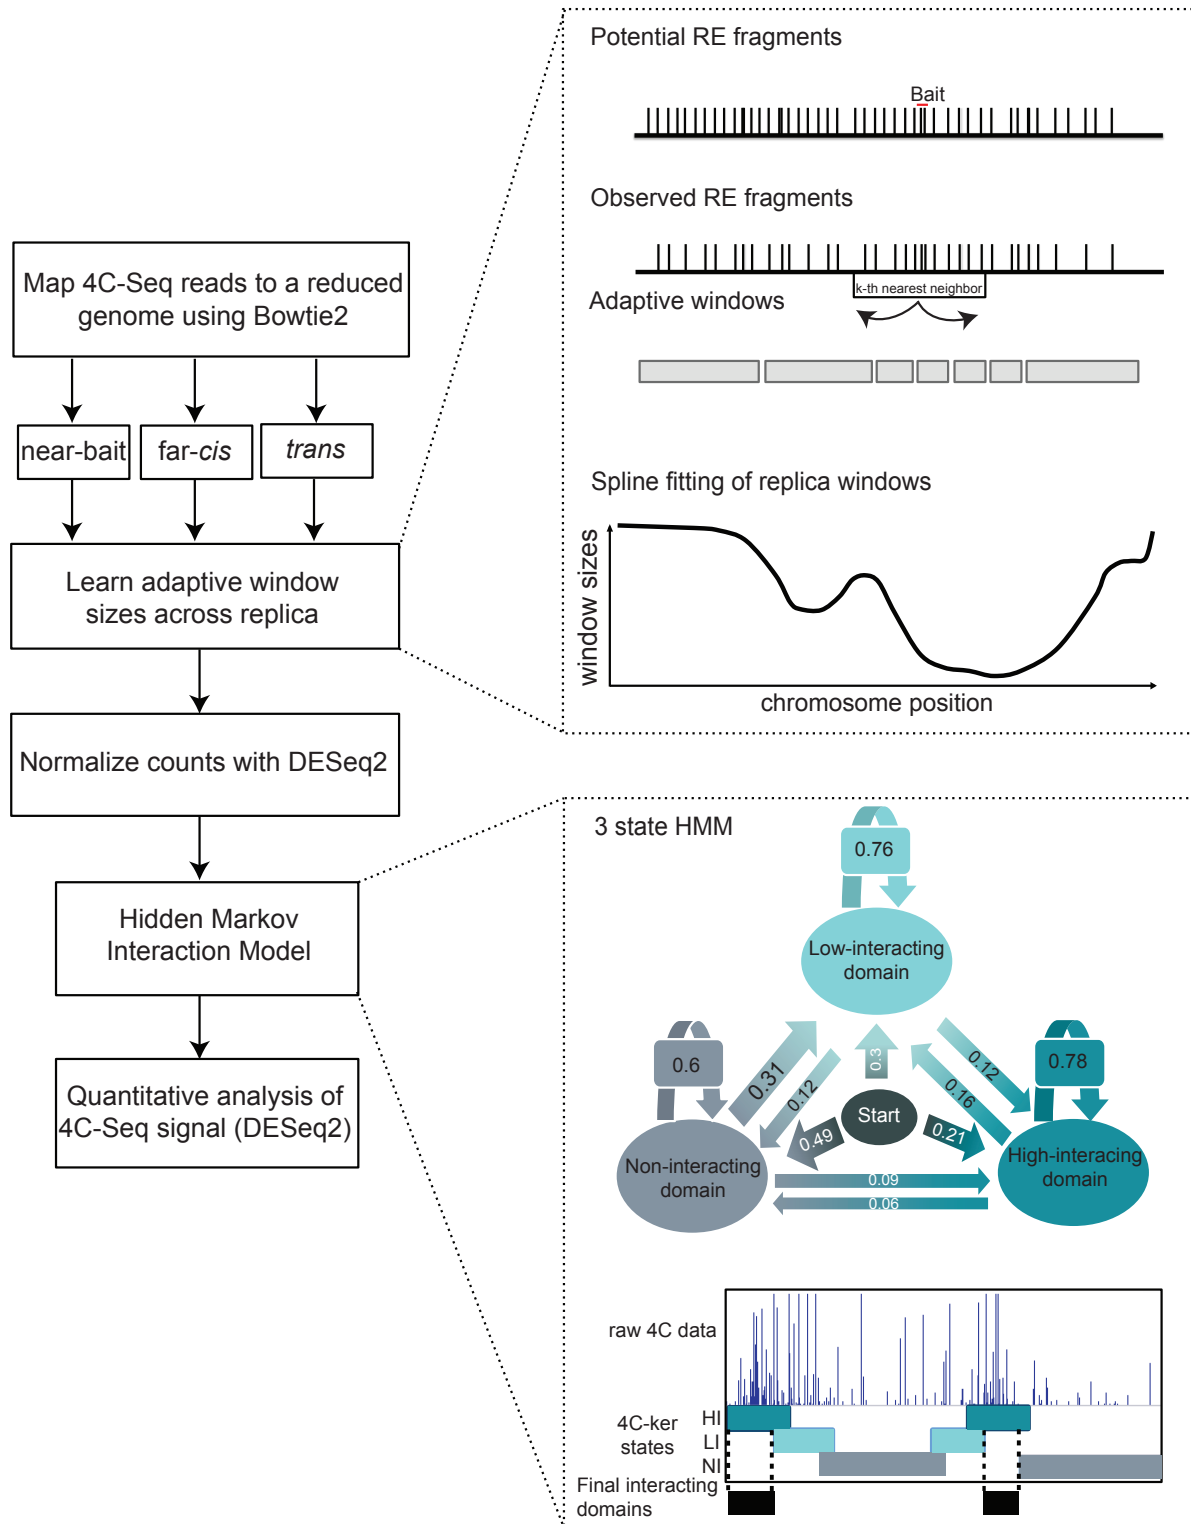 Map 4C-Seq reads to a reduced
genome using Bowtie2
near-bait
far-cis
trans
Learn adaptive window
sizes across replica
Normalize counts with DESeq2
Hidden Markov
Interaction Model
Quantitative analysis of
4C-Seq signal (DESeq2)
Potential RE fragments
Bait
Observed RE fragments
k-th nearest neighbor
Adaptive windows
Spline fitting of replica windows
window sizes
chromosome position
3 state HMM
0.76
Low-interacting
domain
0.6
0.31
0.12
0.3
0.12
0.16
0.78
Start
0.49
0.21
Non-interacting
domain
High-interacing
domain
0.09
0.06
raw 4C data
4C-ker
states
HI
LI
NI
Final interacting
domains